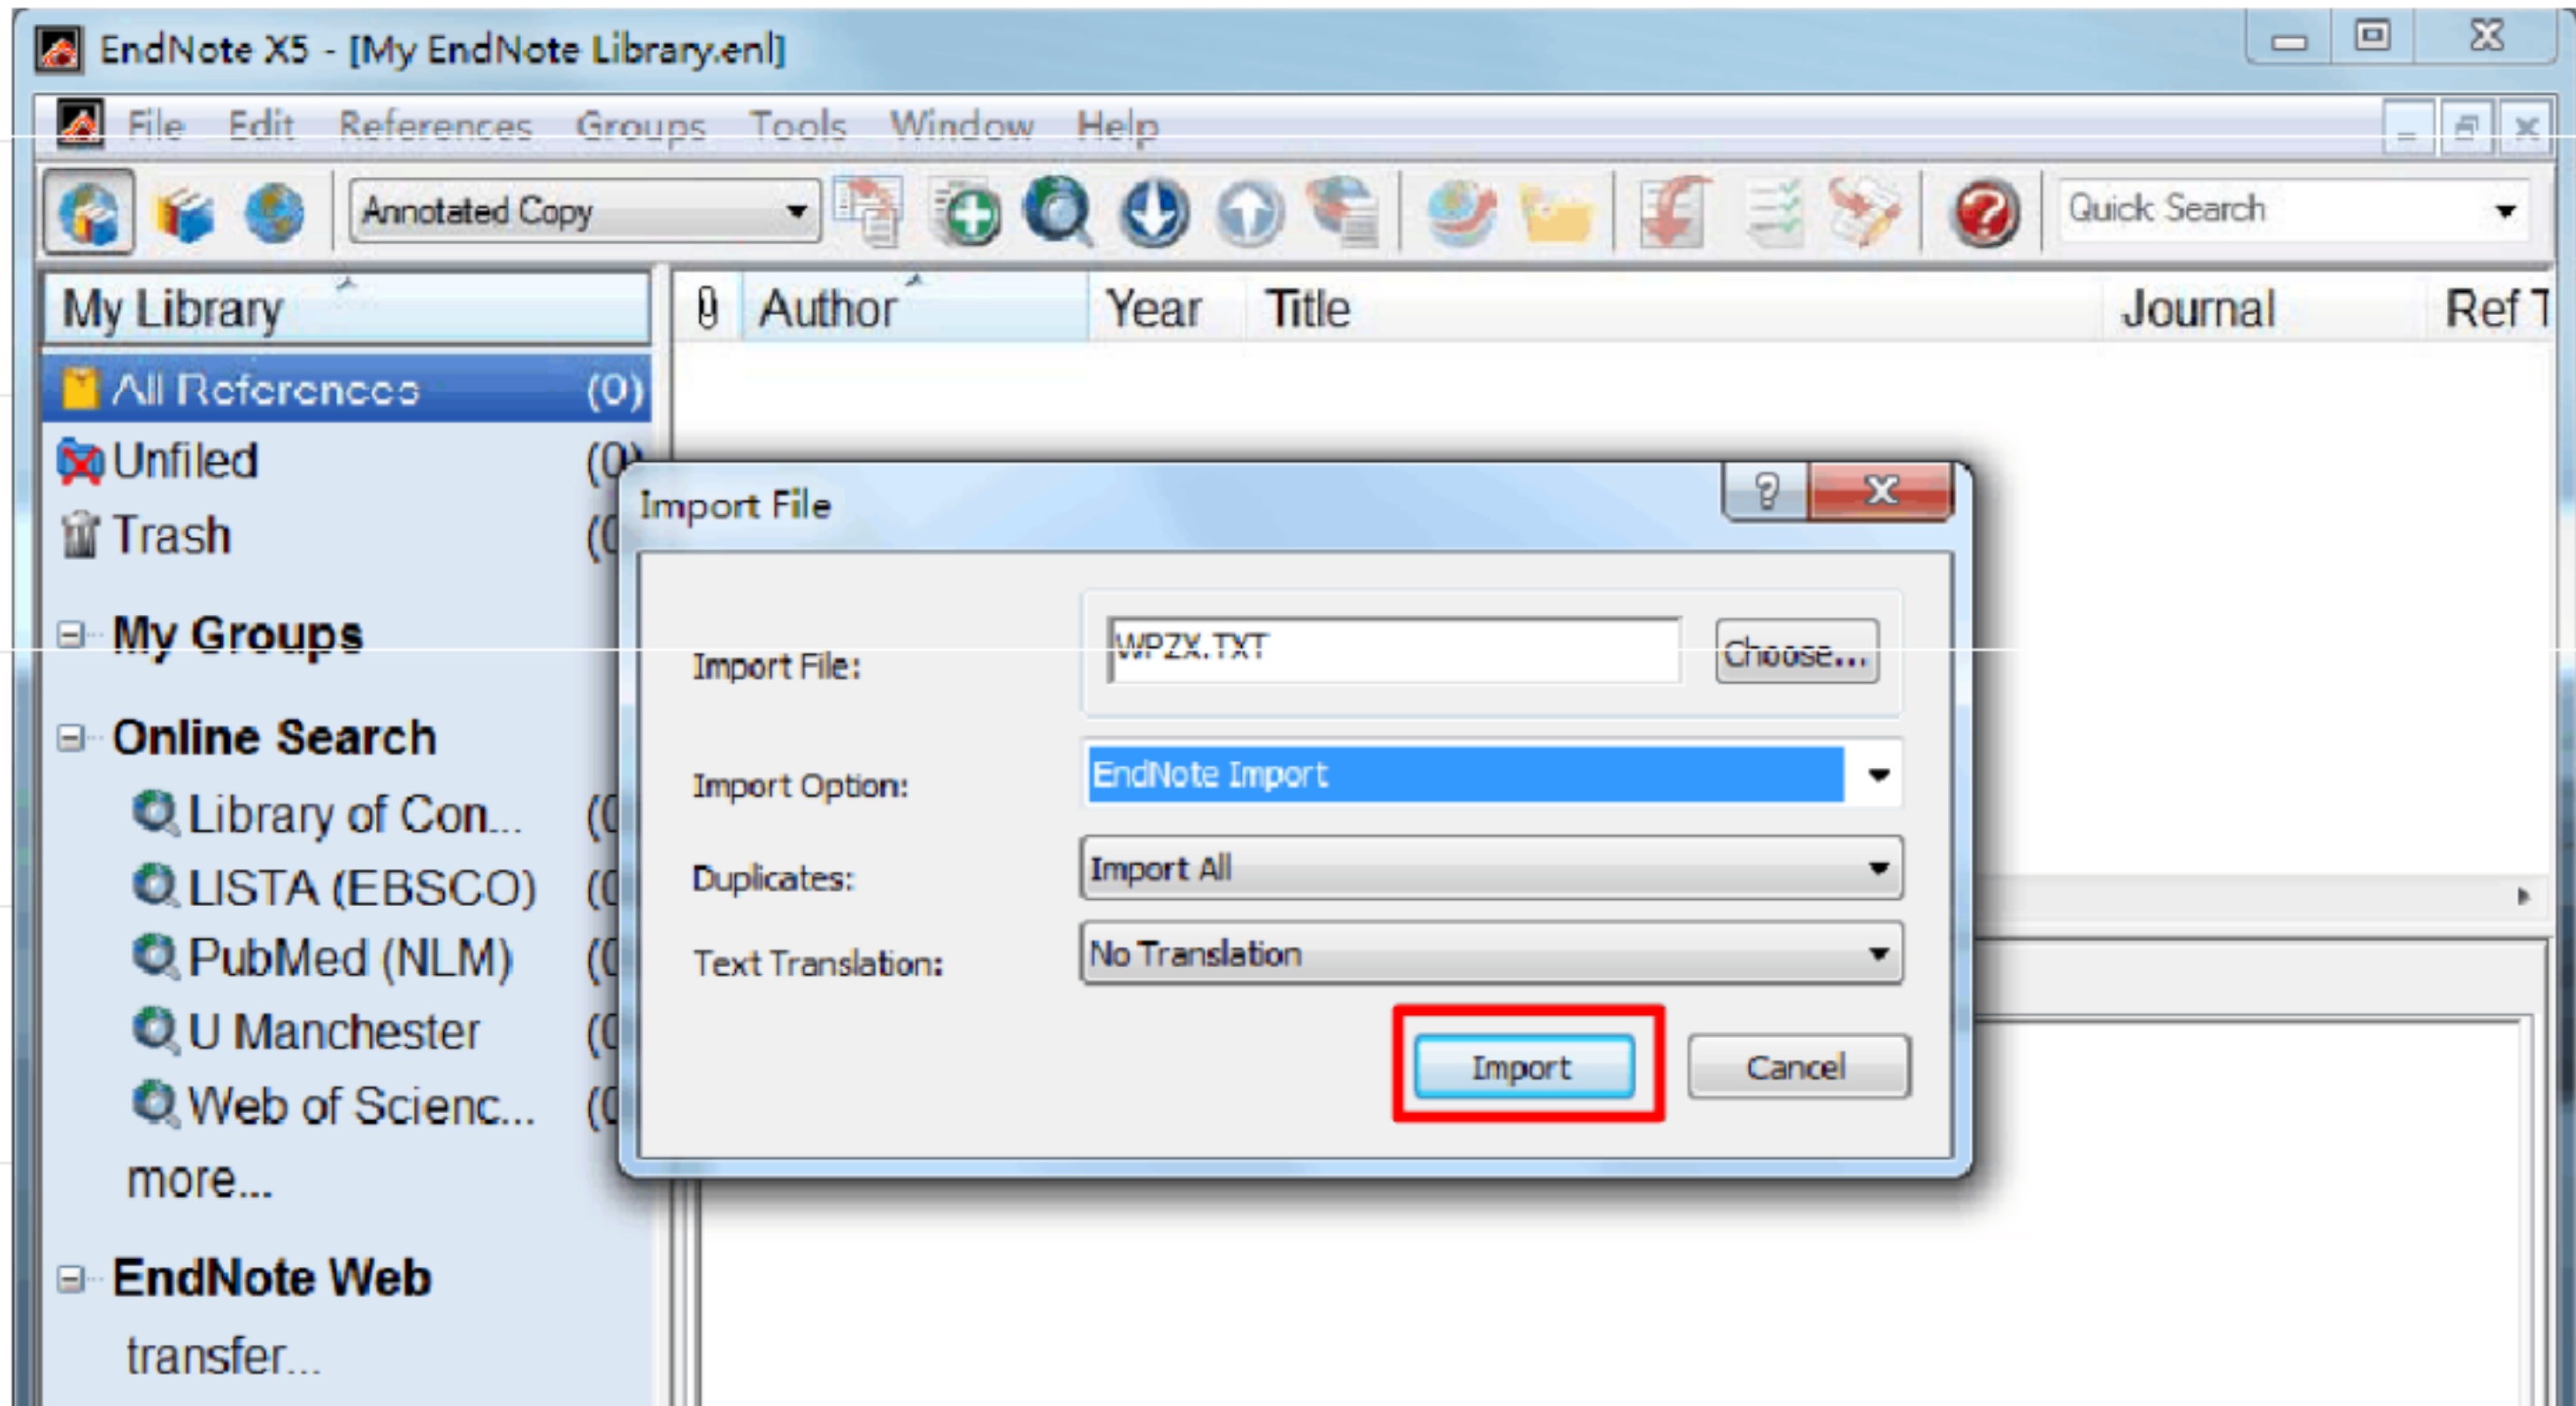 EndNote X5 - [My EndNote Library.enl]
File Edit References Groups Tools Window Help
Annotated Copy
Quick Search
My Library
Author Year Title Journal Ref T
All References (0)
Unfiled (0)
Trash
My Groups
Online Search
Library of Con...
LISTA (EBSCO)
PubMed (NLM)
U Manchester
Web of Scienc...
more...
EndNote Web
transfer...
Import File
Import File: WPZX.TXT Choose...
Import Option: EndNote Import
Duplicates: Import All
Text Translation: No Translation
Import Cancel